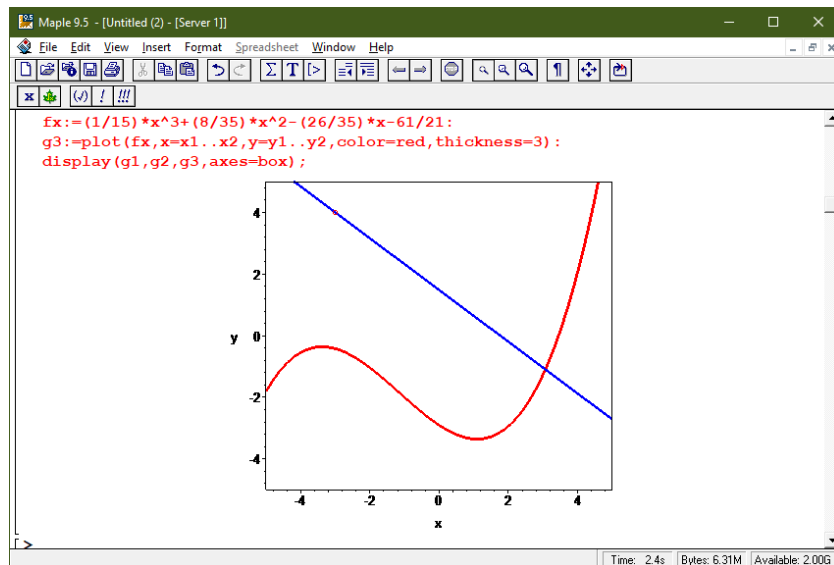 Maple 9.5 - [Untitled (2) - [Server 1]]
File Edit View Insert Format Spreadsheet Window Help
Σ T [>
x (√) ! !!!
fx:=(1/15)*x^3+(8/35)*x^2-(26/35)*x-61/21:
g3:=plot(fx,x=x1..x2,y=y1..y2,color=red,thickness=3):
display(g1,g2,g3,axes=box);
4
2
y 0
-2
-4
-4 -2 0 2 4
x
[>
Time: 2.4s Bytes: 6.31M Available: 2.00G